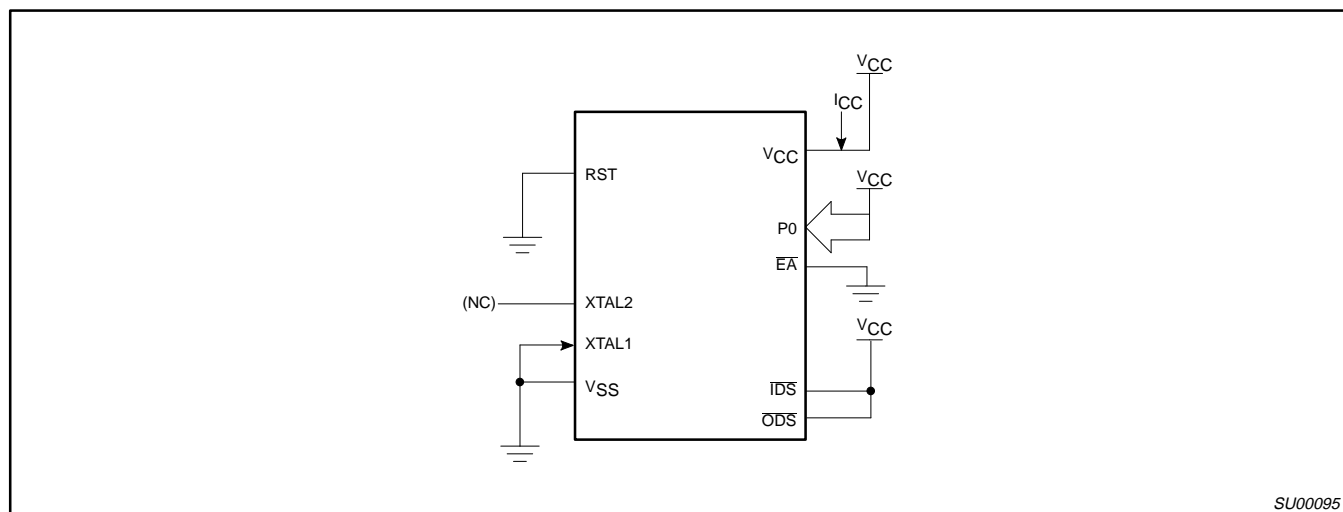 VCC
ICC
VCC
RST
VCC
P0
EA
(NC)
XTAL2
VCC
XTAL1
VSS
IDS
ODS
SU00095